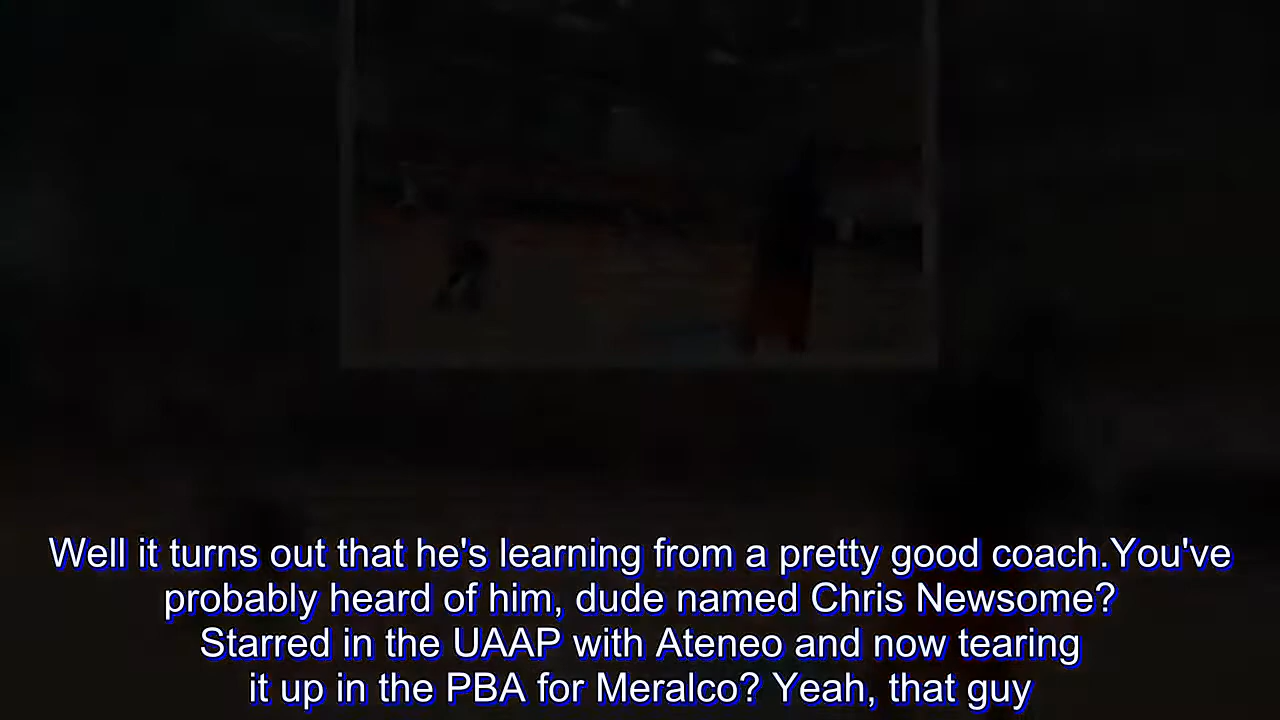 Well it turns out that he's learning from a pretty good coach.You've
probably heard of him, dude named Chris Newsome?
Starred in the UAAP with Ateneo and now tearing
it up in the PBA for Meralco? Yeah, that guy